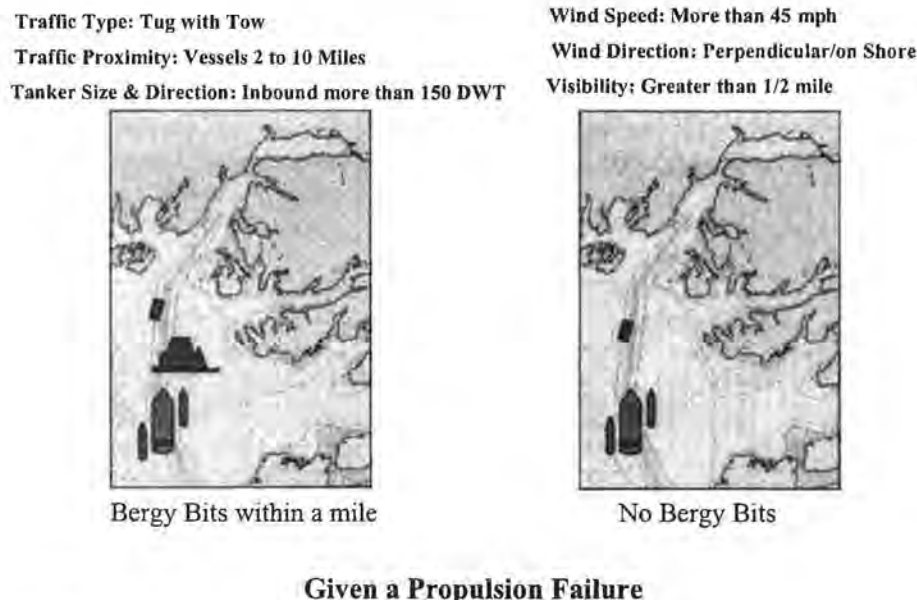 Traffic Type: Tug with Tow
Traffic Proximity: Vessels 2 to 10 Miles
Tanker Size & Direction: Inbound more than 150 DWT
Wind Speed: More than 45 mph
Wind Direction: Perpendicular/on Shore
Visibility: Greater than 1/2 mile
Bergy Bits within a mile
No Bergy Bits
Given a Propulsion Failure